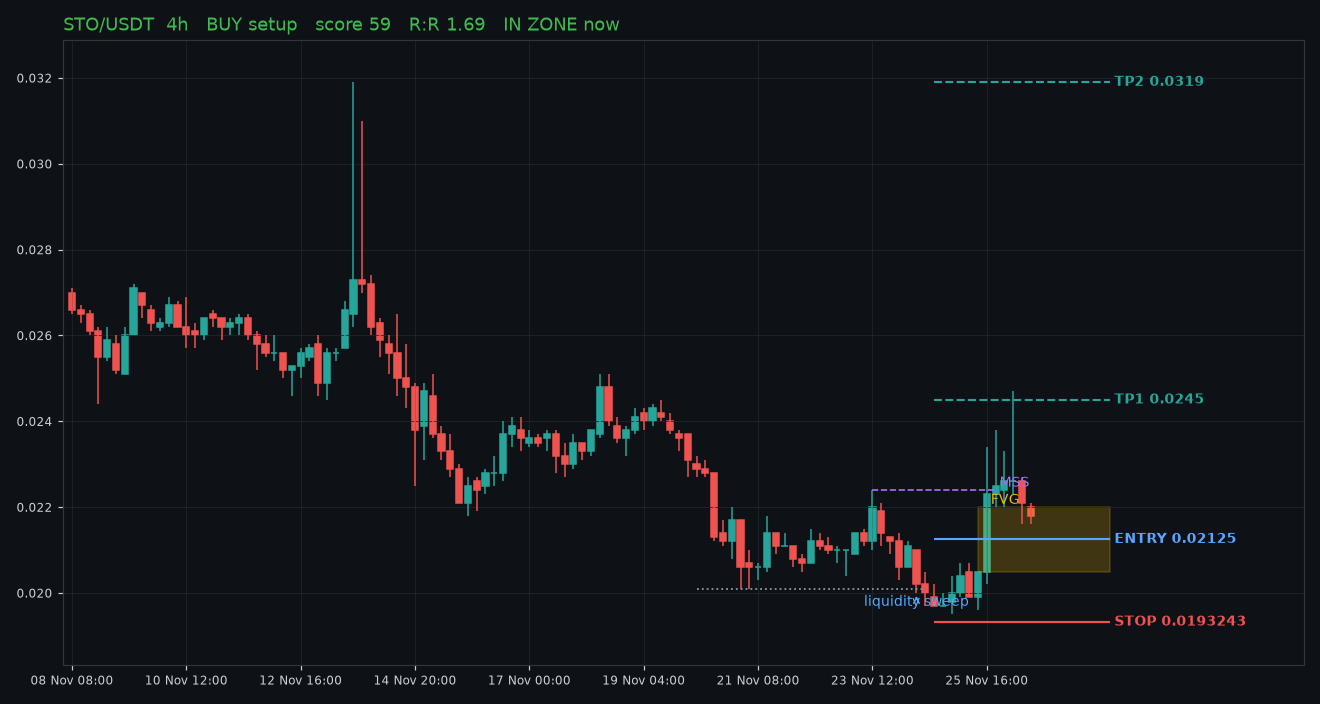 STO/USDT 4h BUY setup score 59 R:R 1.69 IN ZONE now
0.032
0.030
0.028
0.026
0.024
0.022
0.020
TP2 0.0319
TP1 0.0245
MSS
FVG
ENTRY 0.02125
liquidity sweep
STOP 0.0193243
08 Nov 08:00
10 Nov 12:00
12 Nov 16:00
14 Nov 20:00
17 Nov 00:00
19 Nov 04:00
21 Nov 08:00
23 Nov 12:00
25 Nov 16:00